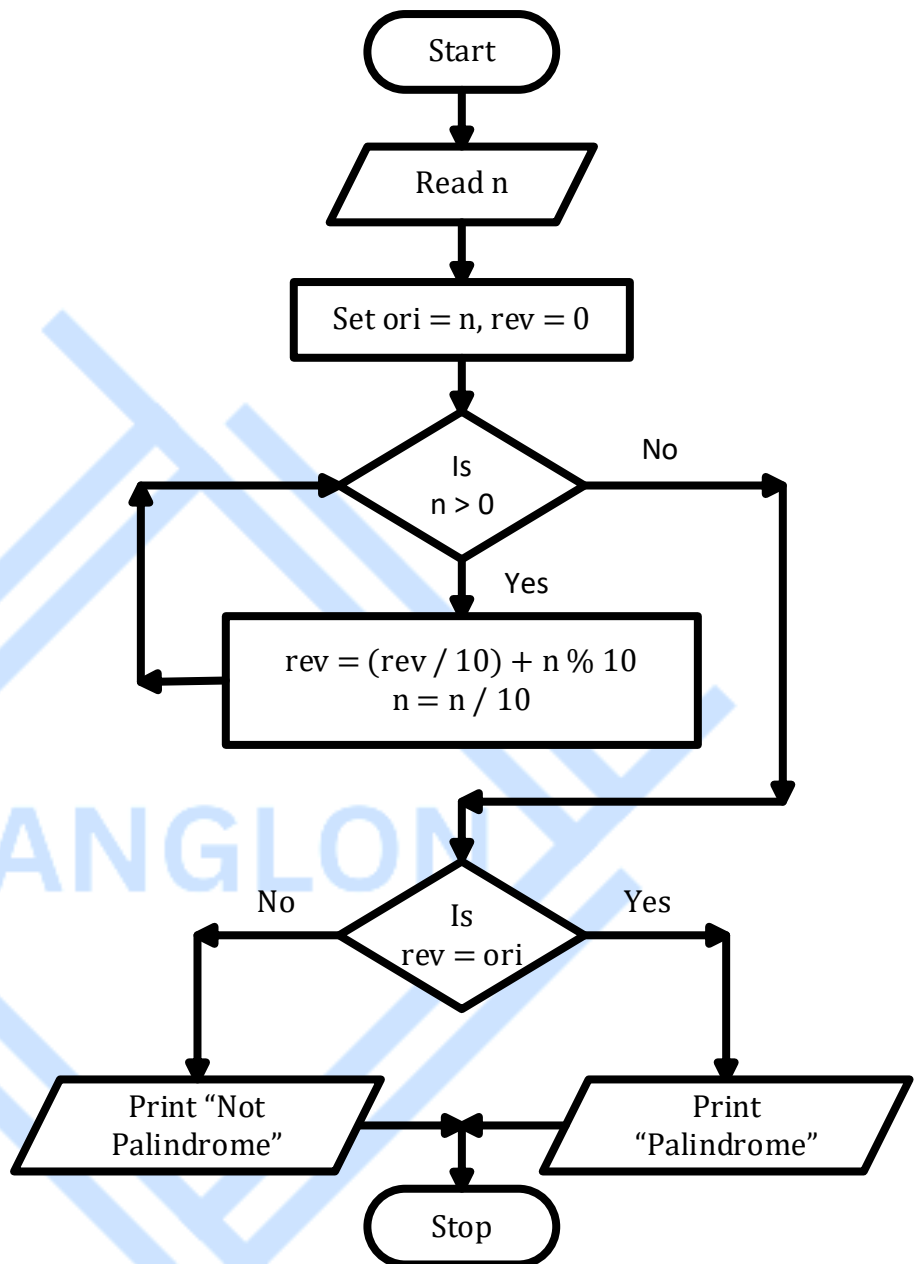 Start
Read n
Set ori = n, rev = 0
Is
n > 0
No
Yes
rev = (rev / 10) + n % 10
n = n / 10
ANGLON
No
Is
rev = ori
Yes
Print “Not
Palindrome”
Print
“Palindrome”
Stop